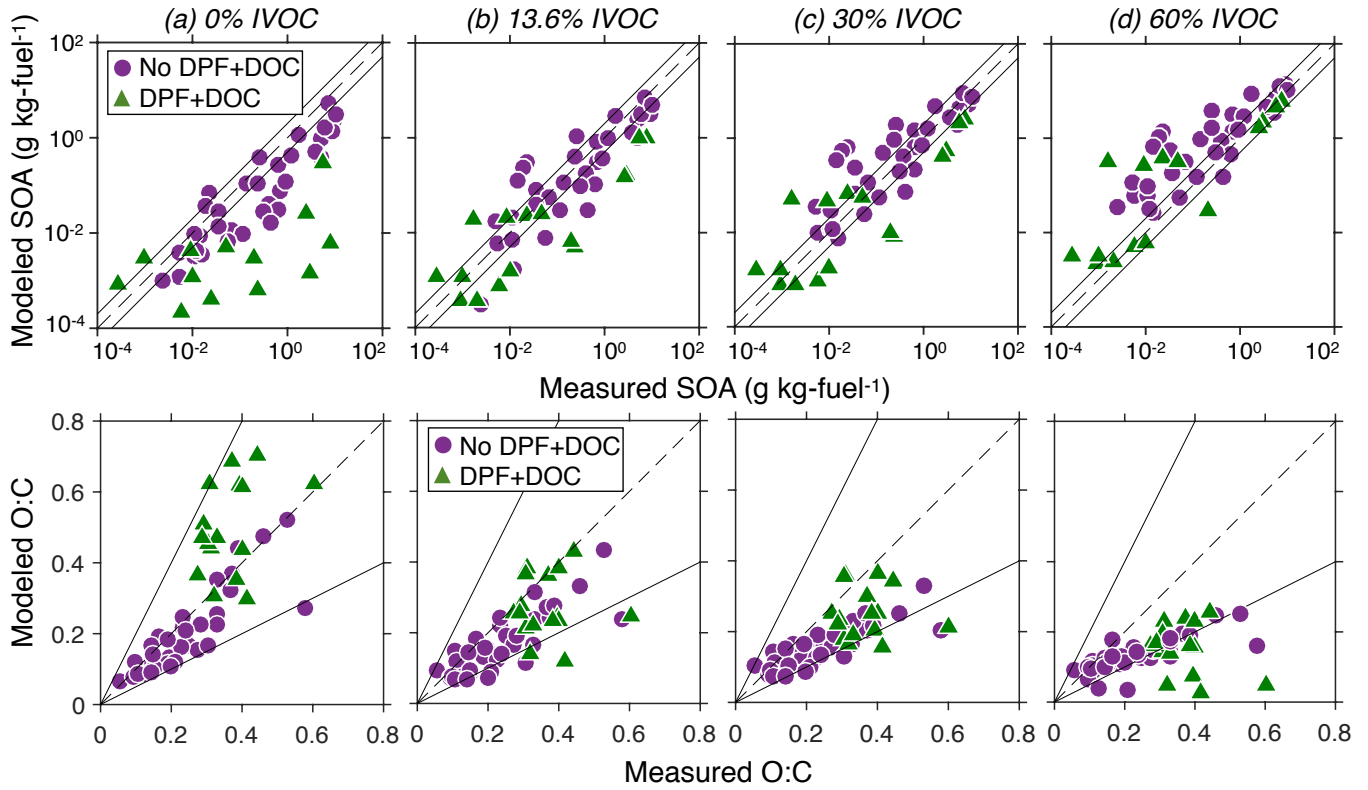 (a) 0% IVOC
(b) 13.6% IVOC
(c) 30% IVOC
(d) 60% IVOC
Modeled SOA (g kg-fuel-1)
10²
10⁰
10-2
10-4
No DPF+DOC
DPF+DOC
10-4 10-2 10⁰ 10²
10-4 10-2 10⁰ 10²
10-4 10-2 10⁰ 10²
10-4 10-2 10⁰ 10²
Measured SOA (g kg-fuel-1)
Modeled O:C
0.8
0.6
0.4
0.2
0
No DPF+DOC
DPF+DOC
0 0.2 0.4 0.6 0.8
0 0.2 0.4 0.6 0.8
0 0.2 0.4 0.6 0.8
0 0.2 0.4 0.6 0.8
Measured O:C